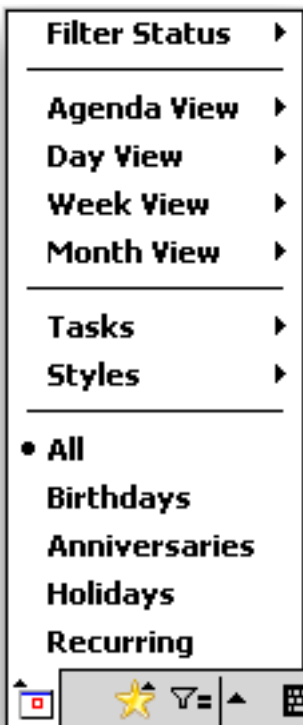 Filter Status
Agenda View
Day View
Week View
Month View
Tasks
Styles
All
Birthdays
Anniversaries
Holidays
Recurring